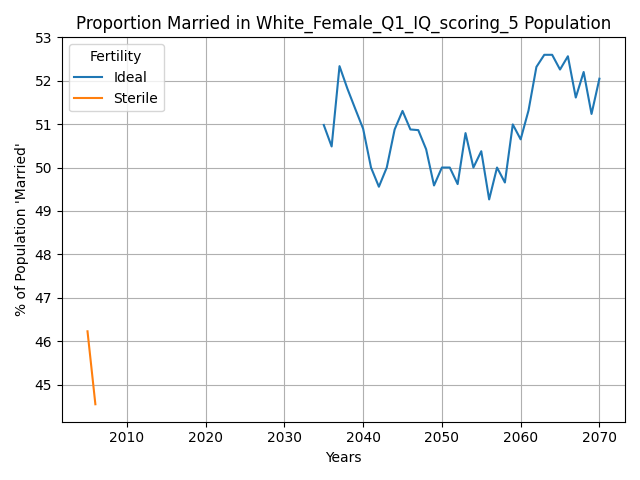 Proportion Married in White_Female_Q1_IQ_scoring_5 Population
53
52
51
50
49
48
47
46
45
% of Population 'Married'
Fertility
Ideal
Sterile
2010
2020
2030
2040
2050
2060
2070
Years